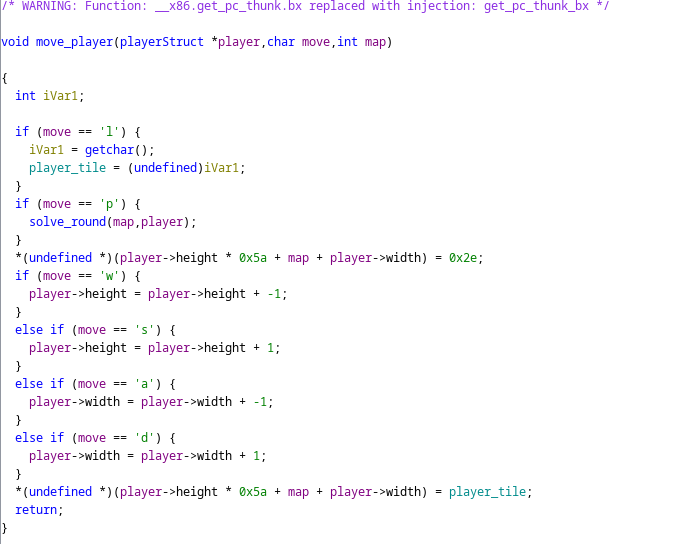 /* WARNING: Function: __x86.get_pc_thunk.bx replaced with injection: get_pc_thunk_bx */
void move_player(playerStruct *player,char move,int map)
{
int iVar1;
if (move == 'l') {
iVar1 = getchar();
player_tile = (undefined)iVar1;
}
if (move == 'p') {
solve_round(map,player);
}
*(undefined *)(player->height * 0x5a + map + player->width) = 0x2e;
if (move == 'w') {
player->height = player->height + -1;
}
else if (move == 's') {
player->height = player->height + 1;
}
else if (move == 'a') {
player->width = player->width + -1;
}
else if (move == 'd') {
player->width = player->width + 1;
}
*(undefined *)(player->height * 0x5a + map + player->width) = player_tile;
return;
}